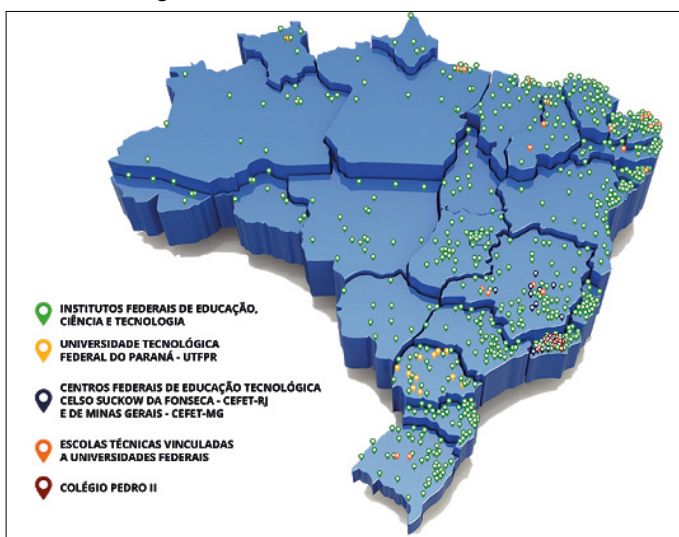 INSTITUTOS FEDERAIS DE EDUCAÇÃO,
CIÊNCIA E TECNOLOGIA
UNIVERSIDADE TECNOLÓGICA
FEDERAL DO PARANÁ - UTFPR
CENTROS FEDERAIS DE EDUCAÇÃO TECNOLÓGICA
CELSO SUCKOW DA FONSECA - CEFET-RJ
E DE MINAS GERAIS - CEFET-MG
ESCOLAS TÉCNICAS VINCULADAS
A UNIVERSIDADES FEDERAIS
COLÉGIO PEDRO II